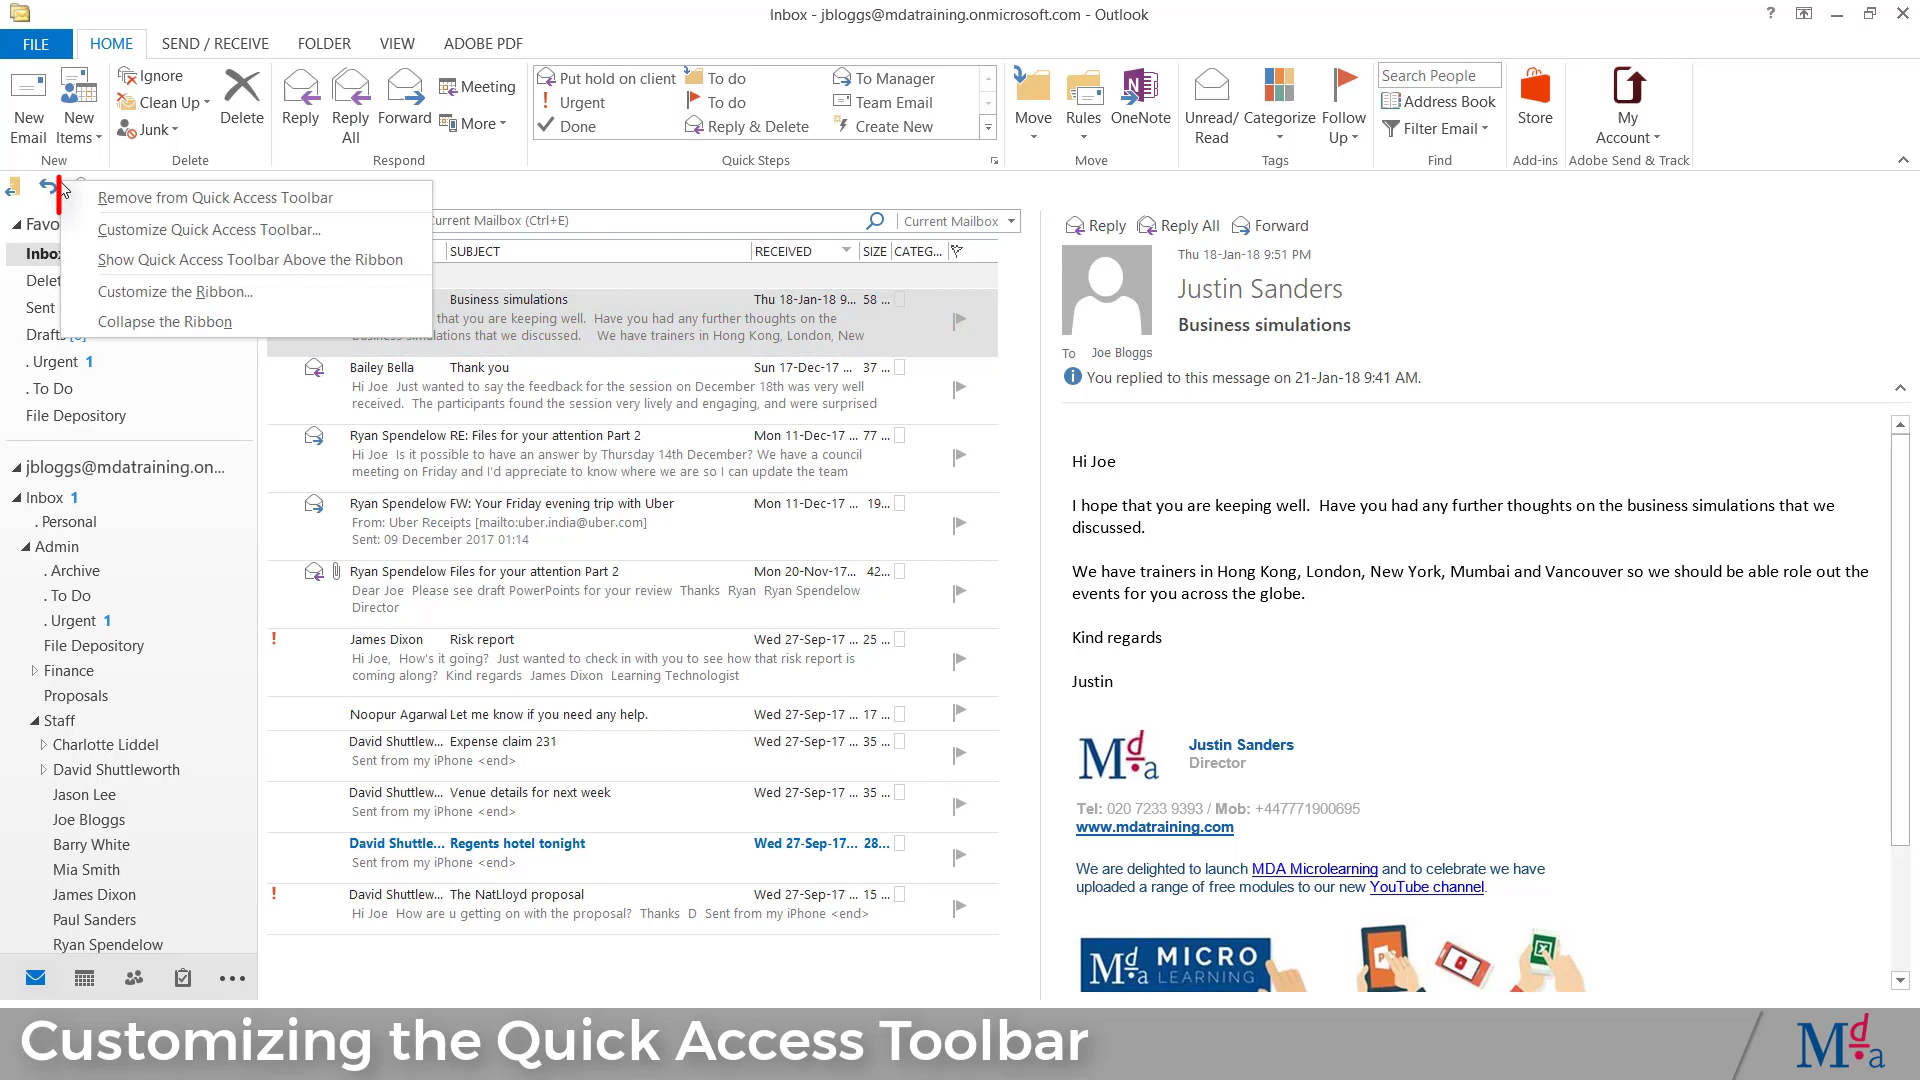 Inbox - jbloggs@mdatraining.onmicrosoft.com - Outlook
?
FILE HOME SEND / RECEIVE FOLDER VIEW ADOBE PDF
New Email
New Items
New
Ignore
Clean Up
Junk
Delete
Delete
Reply
Reply All
Forward
Meeting
More
Respond
Put hold on client
Urgent
Done
To do
To do
Reply & Delete
To Manager
Team Email
Create New
Quick Steps
Move
Rules
OneNote
Move
Unread/ Read
Categorize
Follow Up
Tags
Search People
Address Book
Filter Email
Find
Store
Add-ins
My Account
Adobe Send & Track
Remove from Quick Access Toolbar
Customize Quick Access Toolbar...
Show Quick Access Toolbar Above the Ribbon
Customize the Ribbon...
Collapse the Ribbon
Favo
Inbo
Delet
Sent
Drafts
. Urgent 1
. To Do
File Depository
jbloggs@mdatraining.on...
Inbox 1
. Personal
Admin
. Archive
. To Do
. Urgent 1
File Depository
Finance
Proposals
Staff
Charlotte Liddel
David Shuttleworth
Jason Lee
Joe Bloggs
Barry White
Mia Smith
James Dixon
Paul Sanders
Ryan Spendelow
Current Mailbox (Ctrl+E)
Current Mailbox
SUBJECT RECEIVED SIZE CATEG...
Business simulations Thu 18-Jan-18 9... 58 ...
that you are keeping well. Have you had any further thoughts on the
business simulations that we discussed. We have trainers in Hong Kong, London, New
Bailey Bella Thank you Sun 17-Dec-17 ... 37 ...
Hi Joe Just wanted to say the feedback for the session on December 18th was very well
received. The participants found the session very lively and engaging, and were surprised
Ryan Spendelow RE: Files for your attention Part 2 Mon 11-Dec-17 ... 77 ...
Hi Joe Is it possible to have an answer by Thursday 14th December? We have a council
meeting on Friday and I'd appreciate to know where we are so I can update the team
Ryan Spendelow FW: Your Friday evening trip with Uber Mon 11-Dec-17 ... 19...
From: Uber Receipts [mailto:uber.india@uber.com]
Sent: 09 December 2017 01:14
Ryan Spendelow Files for your attention Part 2 Mon 20-Nov-17... 42...
Dear Joe Please see draft PowerPoints for your review Thanks Ryan Ryan Spendelow
Director
! James Dixon Risk report Wed 27-Sep-17 ... 25 ...
Hi Joe, How's it going? Just wanted to check in with you to see how that risk report is
coming along? Kind regards James Dixon Learning Technologist
Noopur Agarwal Let me know if you need any help. Wed 27-Sep-17 ... 17 ...
David Shuttlew... Expense claim 231 Wed 27-Sep-17 ... 35 ...
Sent from my iPhone <end>
David Shuttlew... Venue details for next week Wed 27-Sep-17 ... 35 ...
Sent from my iPhone <end>
David Shuttle... Regents hotel tonight Wed 27-Sep-17... 28...
Sent from my iPhone <end>
! David Shuttlew... The NatLloyd proposal Wed 27-Sep-17 ... 15 ...
Hi Joe How are u getting on with the proposal? Thanks D Sent from my iPhone <end>
Reply Reply All Forward
Thu 18-Jan-18 9:51 PM
Justin Sanders
Business simulations
To Joe Bloggs
You replied to this message on 21-Jan-18 9:41 AM.
Hi Joe
I hope that you are keeping well. Have you had any further thoughts on the business simulations that we
discussed.
We have trainers in Hong Kong, London, New York, Mumbai and Vancouver so we should be able role out the
events for you across the globe.
Kind regards
Justin
Mda
Justin Sanders
Director
Tel: 020 7233 9393 / Mob: +447771900695
www.mdatraining.com
We are delighted to launch MDA Microlearning and to celebrate we have
uploaded a range of free modules to our new YouTube channel.
Mda MICRO
LEARNING
Customizing the Quick Access Toolbar
Mda